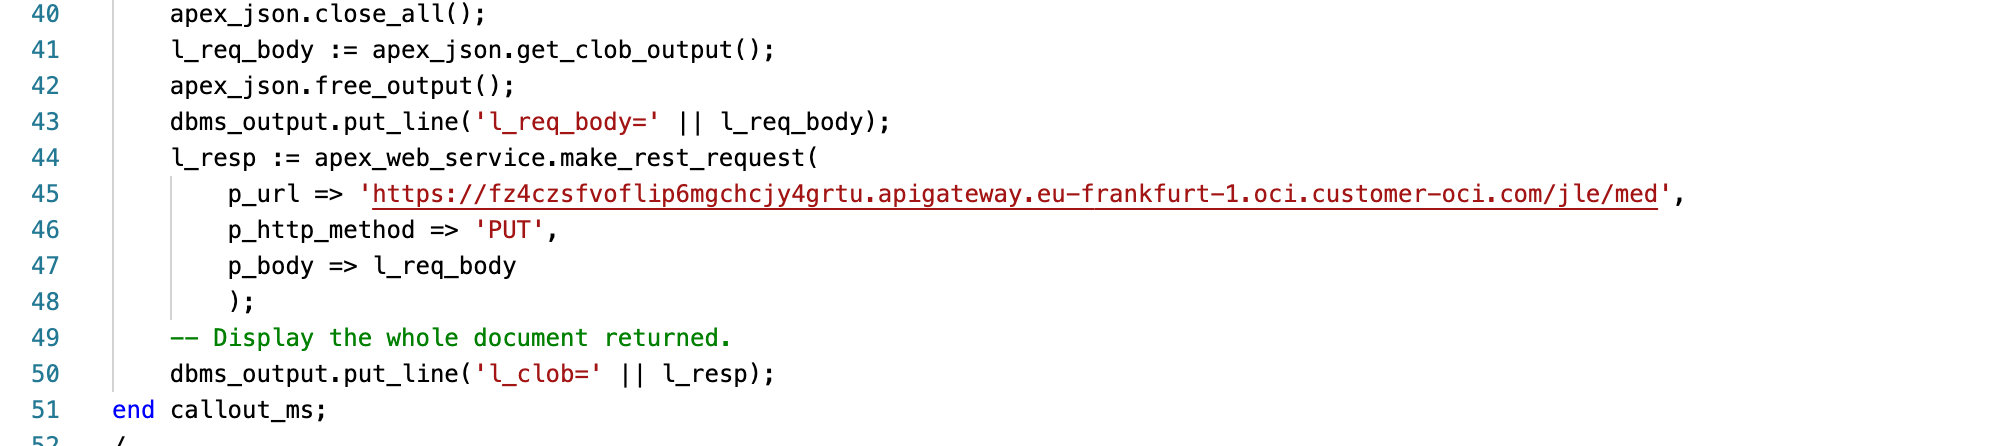 40 apex_json.close_all();
41 l_req_body := apex_json.get_clob_output();
42 apex_json.free_output();
43 dbms_output.put_line('l_req_body=' || l_req_body);
44 l_resp := apex_web_service.make_rest_request(
45 p_url => 'https://fz4czsfvoflip6mgchcjy4grtu.apigateway.eu-frankfurt-1.oci.customer-oci.com/jle/med',
46 p_http_method => 'PUT',
47 p_body => l_req_body
48 );
49 -- Display the whole document returned.
50 dbms_output.put_line('l_clob=' || l_resp);
51 end callout_ms;
52 /